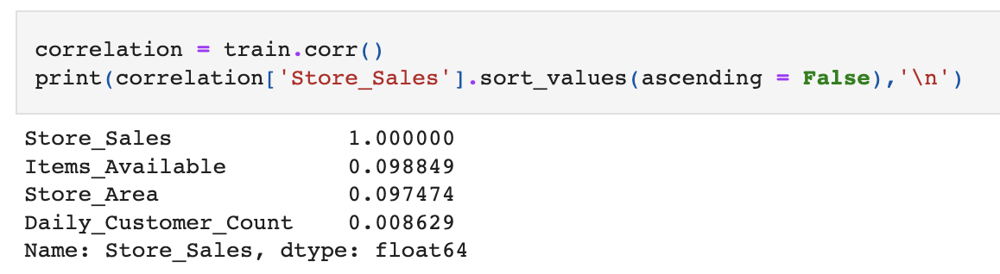 correlation = train.corr()
print(correlation['Store_Sales'].sort_values(ascending = False),'\n')
Store_Sales 1.000000
Items_Available 0.098849
Store_Area 0.097474
Daily_Customer_Count 0.008629
Name: Store_Sales, dtype: float64